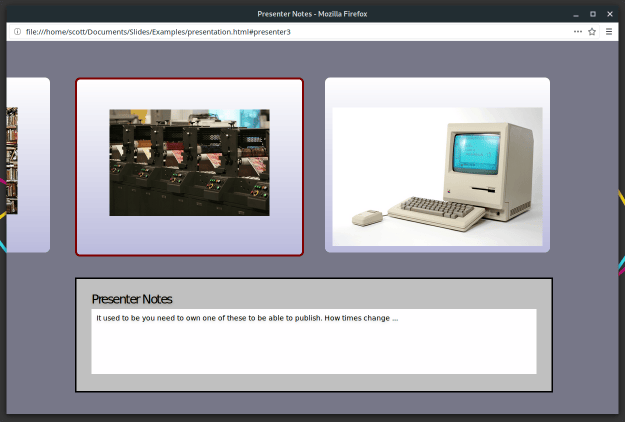 Presenter Notes - Mozilla Firefox
file:///home/scott/Documents/Slides/Examples/presentation.html#presenter3
Presenter Notes
It used to be you need to own one of these to be able to publish. How times change ...